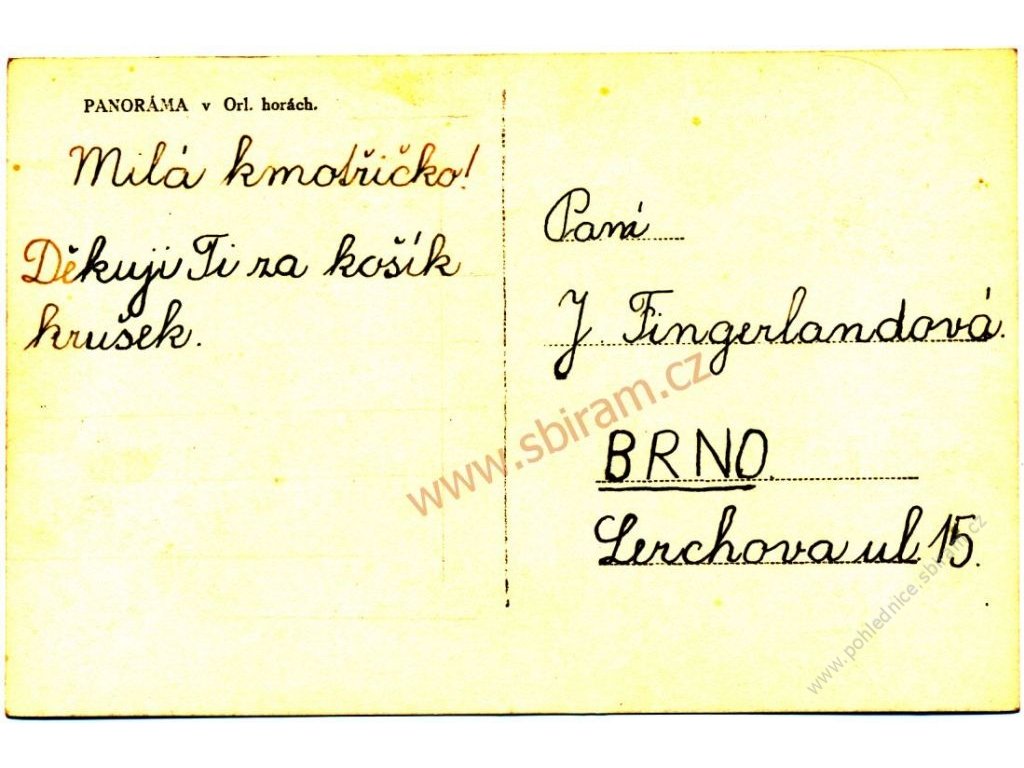 PANORÁMA v Orl. horách.
Milá kmotřičko!
Děkuji Ti za košík
krušek.
Paní
J. Fingerlandová.
BRNO.
Lerchova ul. 15.
www.sbiram.cz
www.pohlednice.sbiram.cz